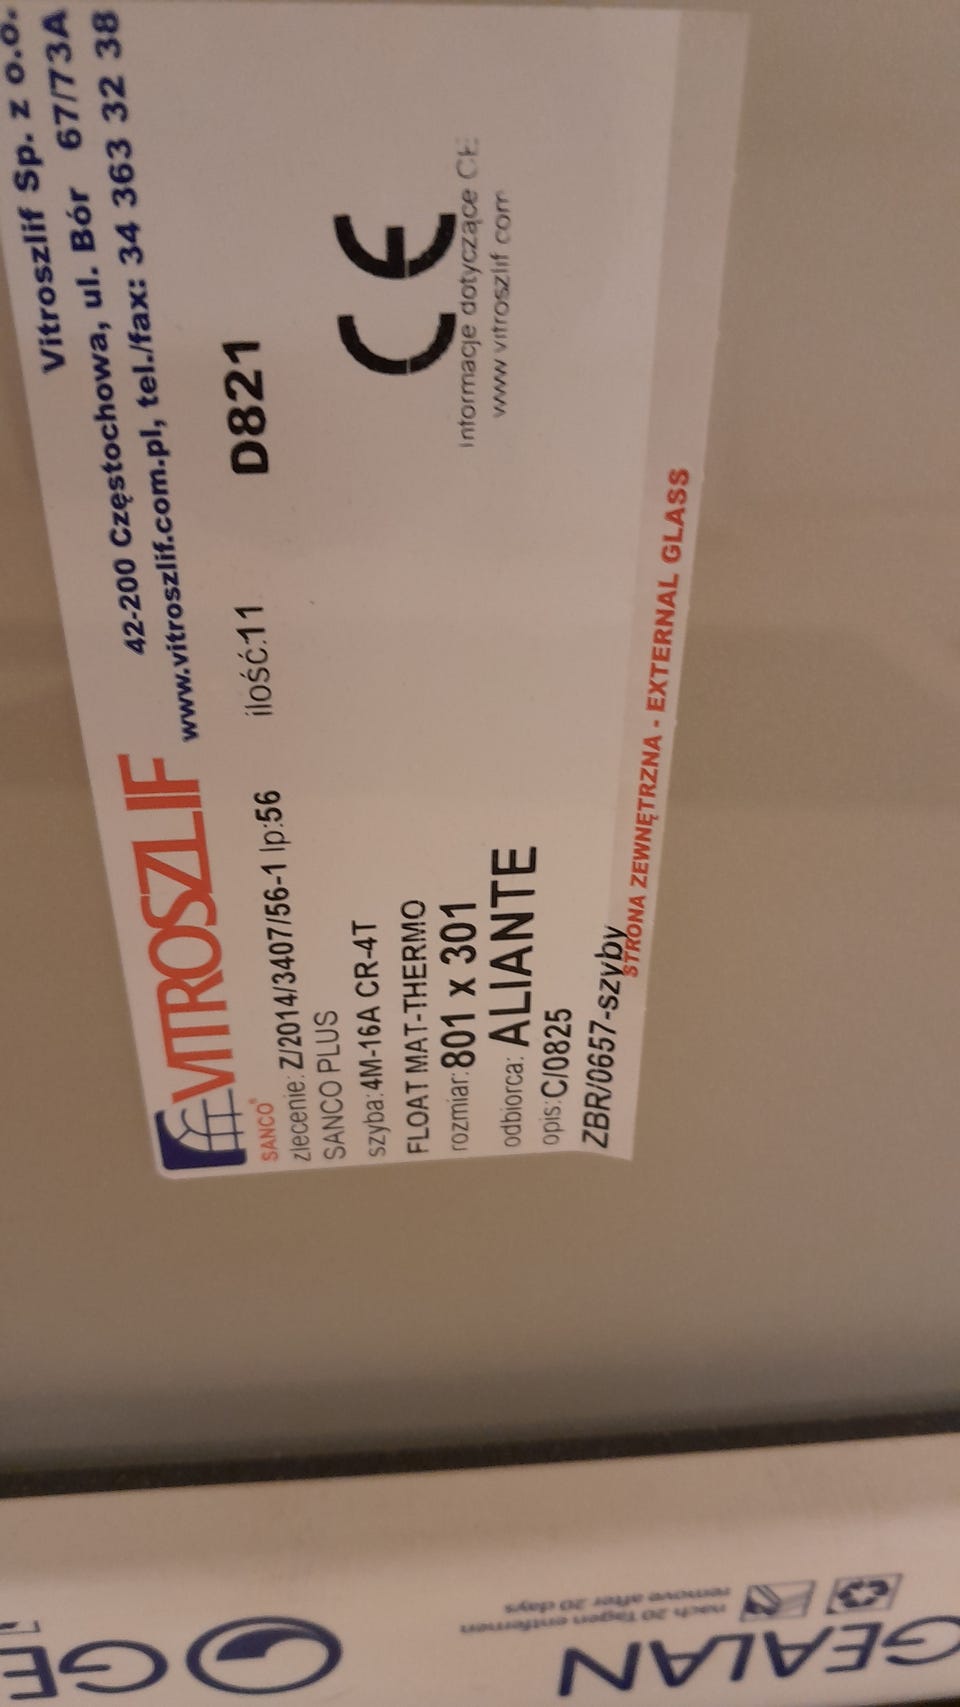 Vitroszlif Sp. z o.o.
42-200 Częstochowa, ul. Bór 67/73A
www.vitroszlif.com.pl, tel./fax: 34 363 32 38
VITROSZLIF
SANCO®
zlecenie: Z/2014/3407/56-1 lp:56 ilość:11 D821
SANCO PLUS
szyba:4M-16A CR-4T
FLOAT MAT-THERMO
rozmiar:801 x 301
odbiorca: ALIANTE
opis:C/0825
ZBR/0657-szyby
CE
informacje dotyczące CE
www.vitroszlif.com
STRONA ZEWNĘTRZNA - EXTERNAL GLASS
GEALAN
nach 20 Tagen entfernen
remove after 20 days
GE